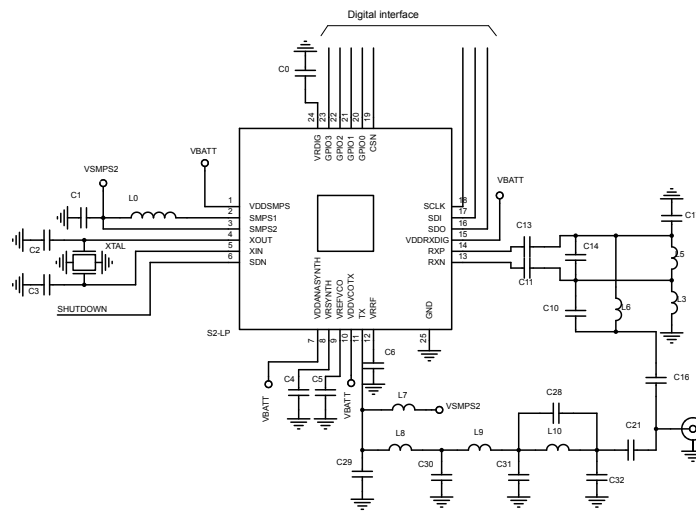 Digital interface
C0
24
23
22
21
20
19
VRDIG
GPIO3
GPIO2
GPIO1
GPIO0
CSN
VBATT
VSMPS2
C1
L0
1
2
3
4
5
6
VDDSMPS
SMPS1
SMPS2
XOUT
XIN
SDN
C2
XTAL
C3
SHUTDOWN
S2-LP
SCLK
SDI
SDO
VDDRXDIG
RXP
RXN
18
17
16
15
14
13
VBATT
C13
C11
C14
C1
L5
C10
L6
L3
VDDANASYNTH
VRSYNTH
VREFVCO
VDDVCOTX
TX
VRRF
GND
7
8
9
10
11
12
25
VBATT
C4
C5
VBATT
C6
L7
VSMPS2
C16
C28
L8
L9
L10
C21
C29
C30
C31
C32